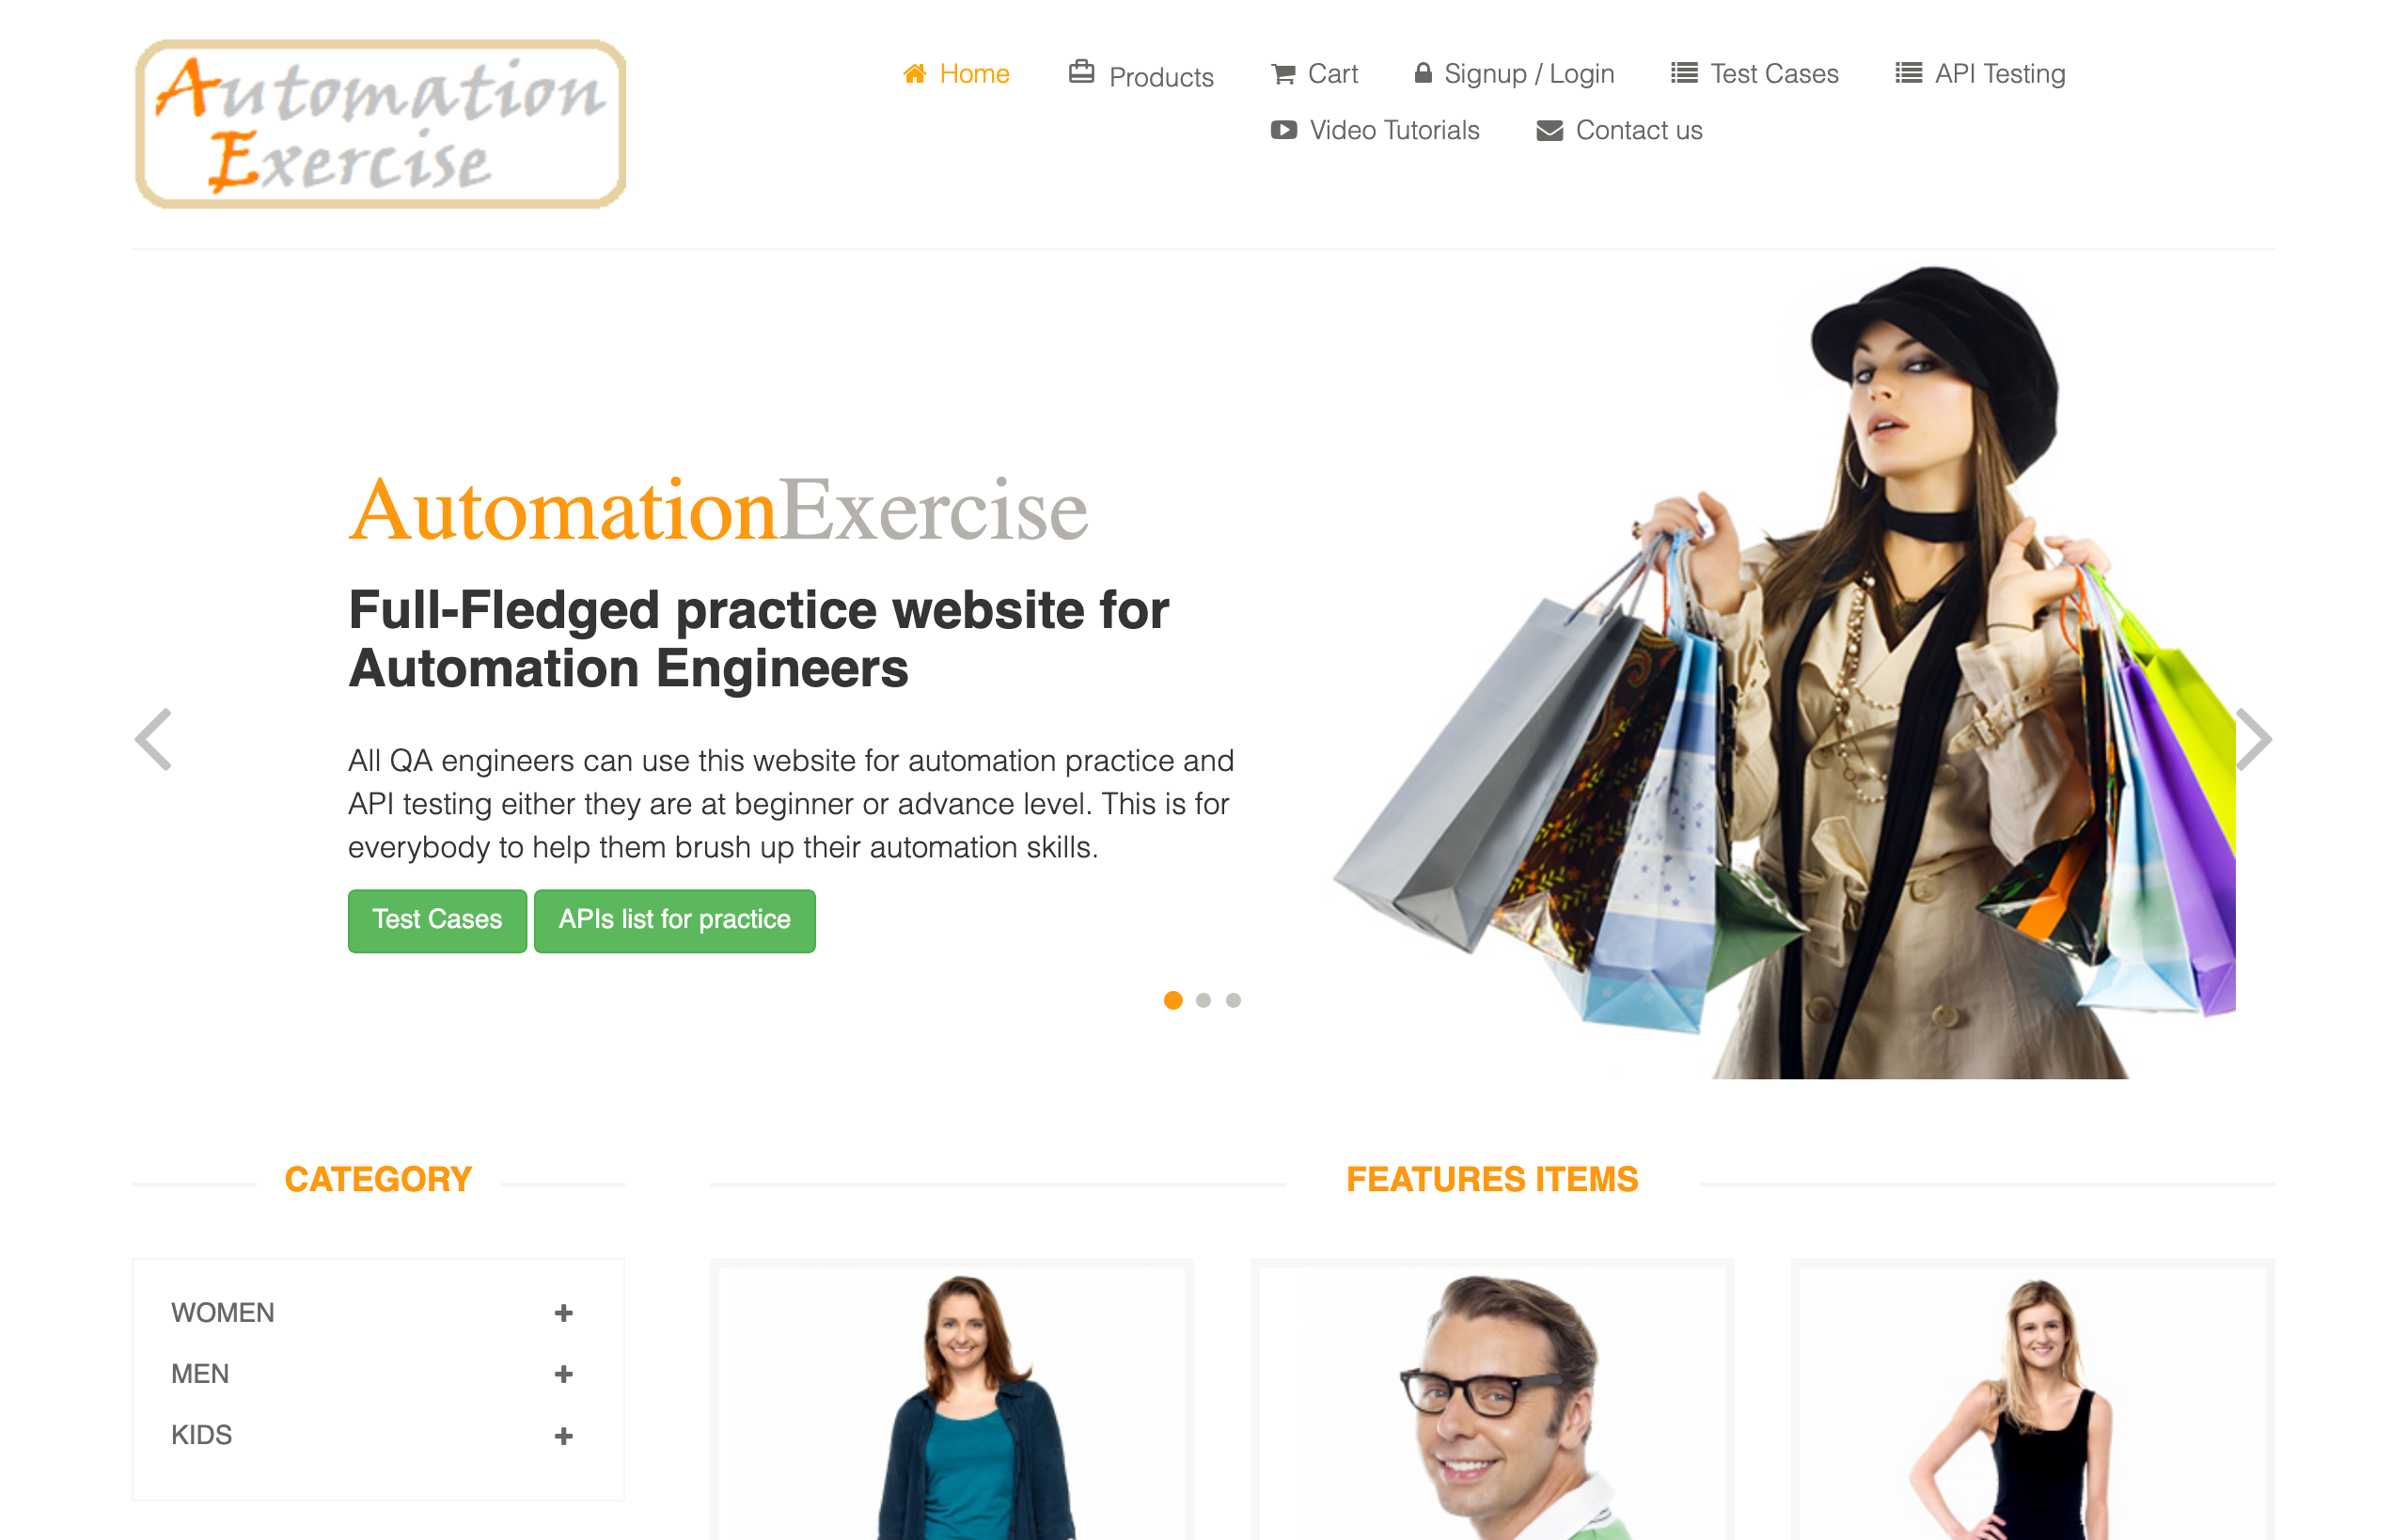 Automation
Exercise
Home Products Cart Signup / Login Test Cases API Testing
Video Tutorials Contact us
AutomationExercise
Full-Fledged practice website for
Automation Engineers
All QA engineers can use this website for automation practice and
API testing either they are at beginner or advance level. This is for
everybody to help them brush up their automation skills.
Test Cases APIs list for practice
CATEGORY
FEATURES ITEMS
WOMEN
MEN
KIDS